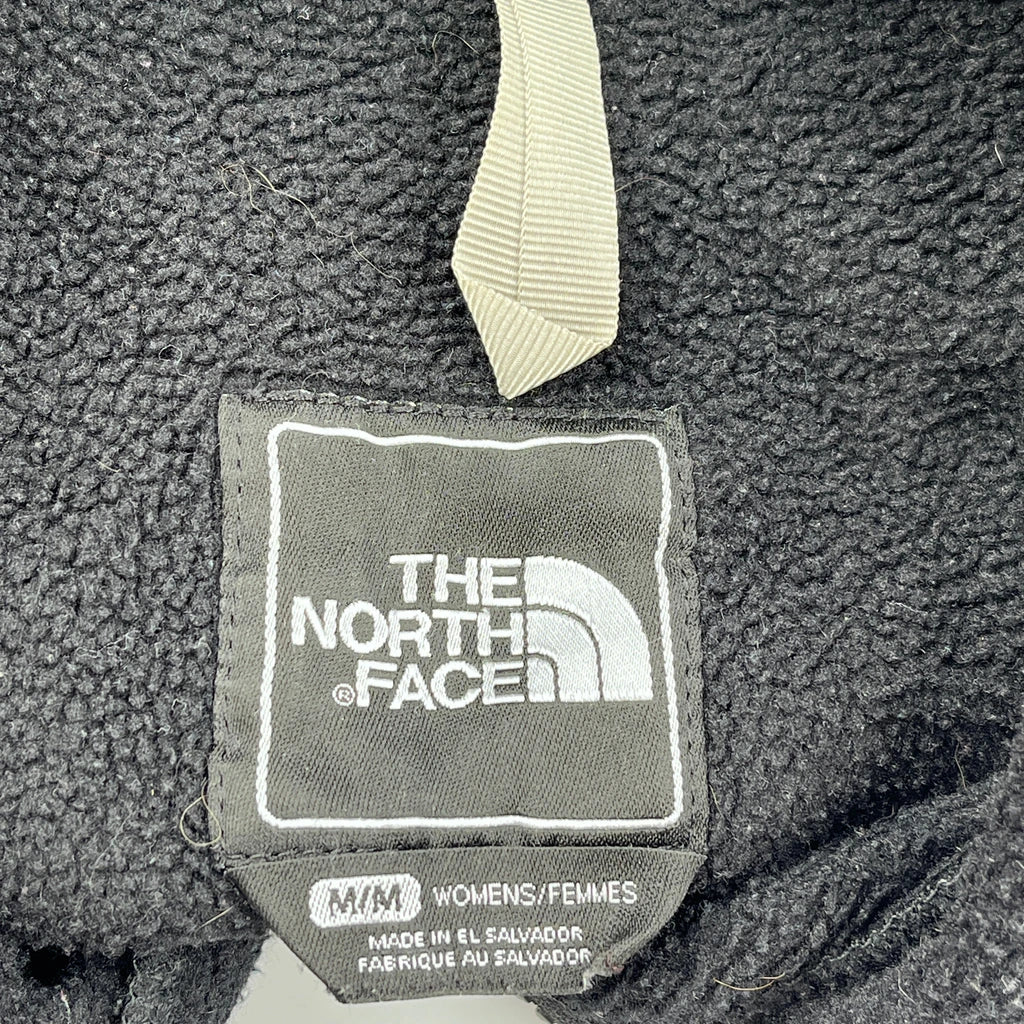 THE
NORTH
®FACE
M/M WOMENS/FEMMES
MADE IN EL SALVADOR
FABRIQUE AU SALVADOR